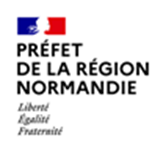 PRÉFET
DE LA RÉGION
NORMANDIE
Liberté
Égalité
Fraternité